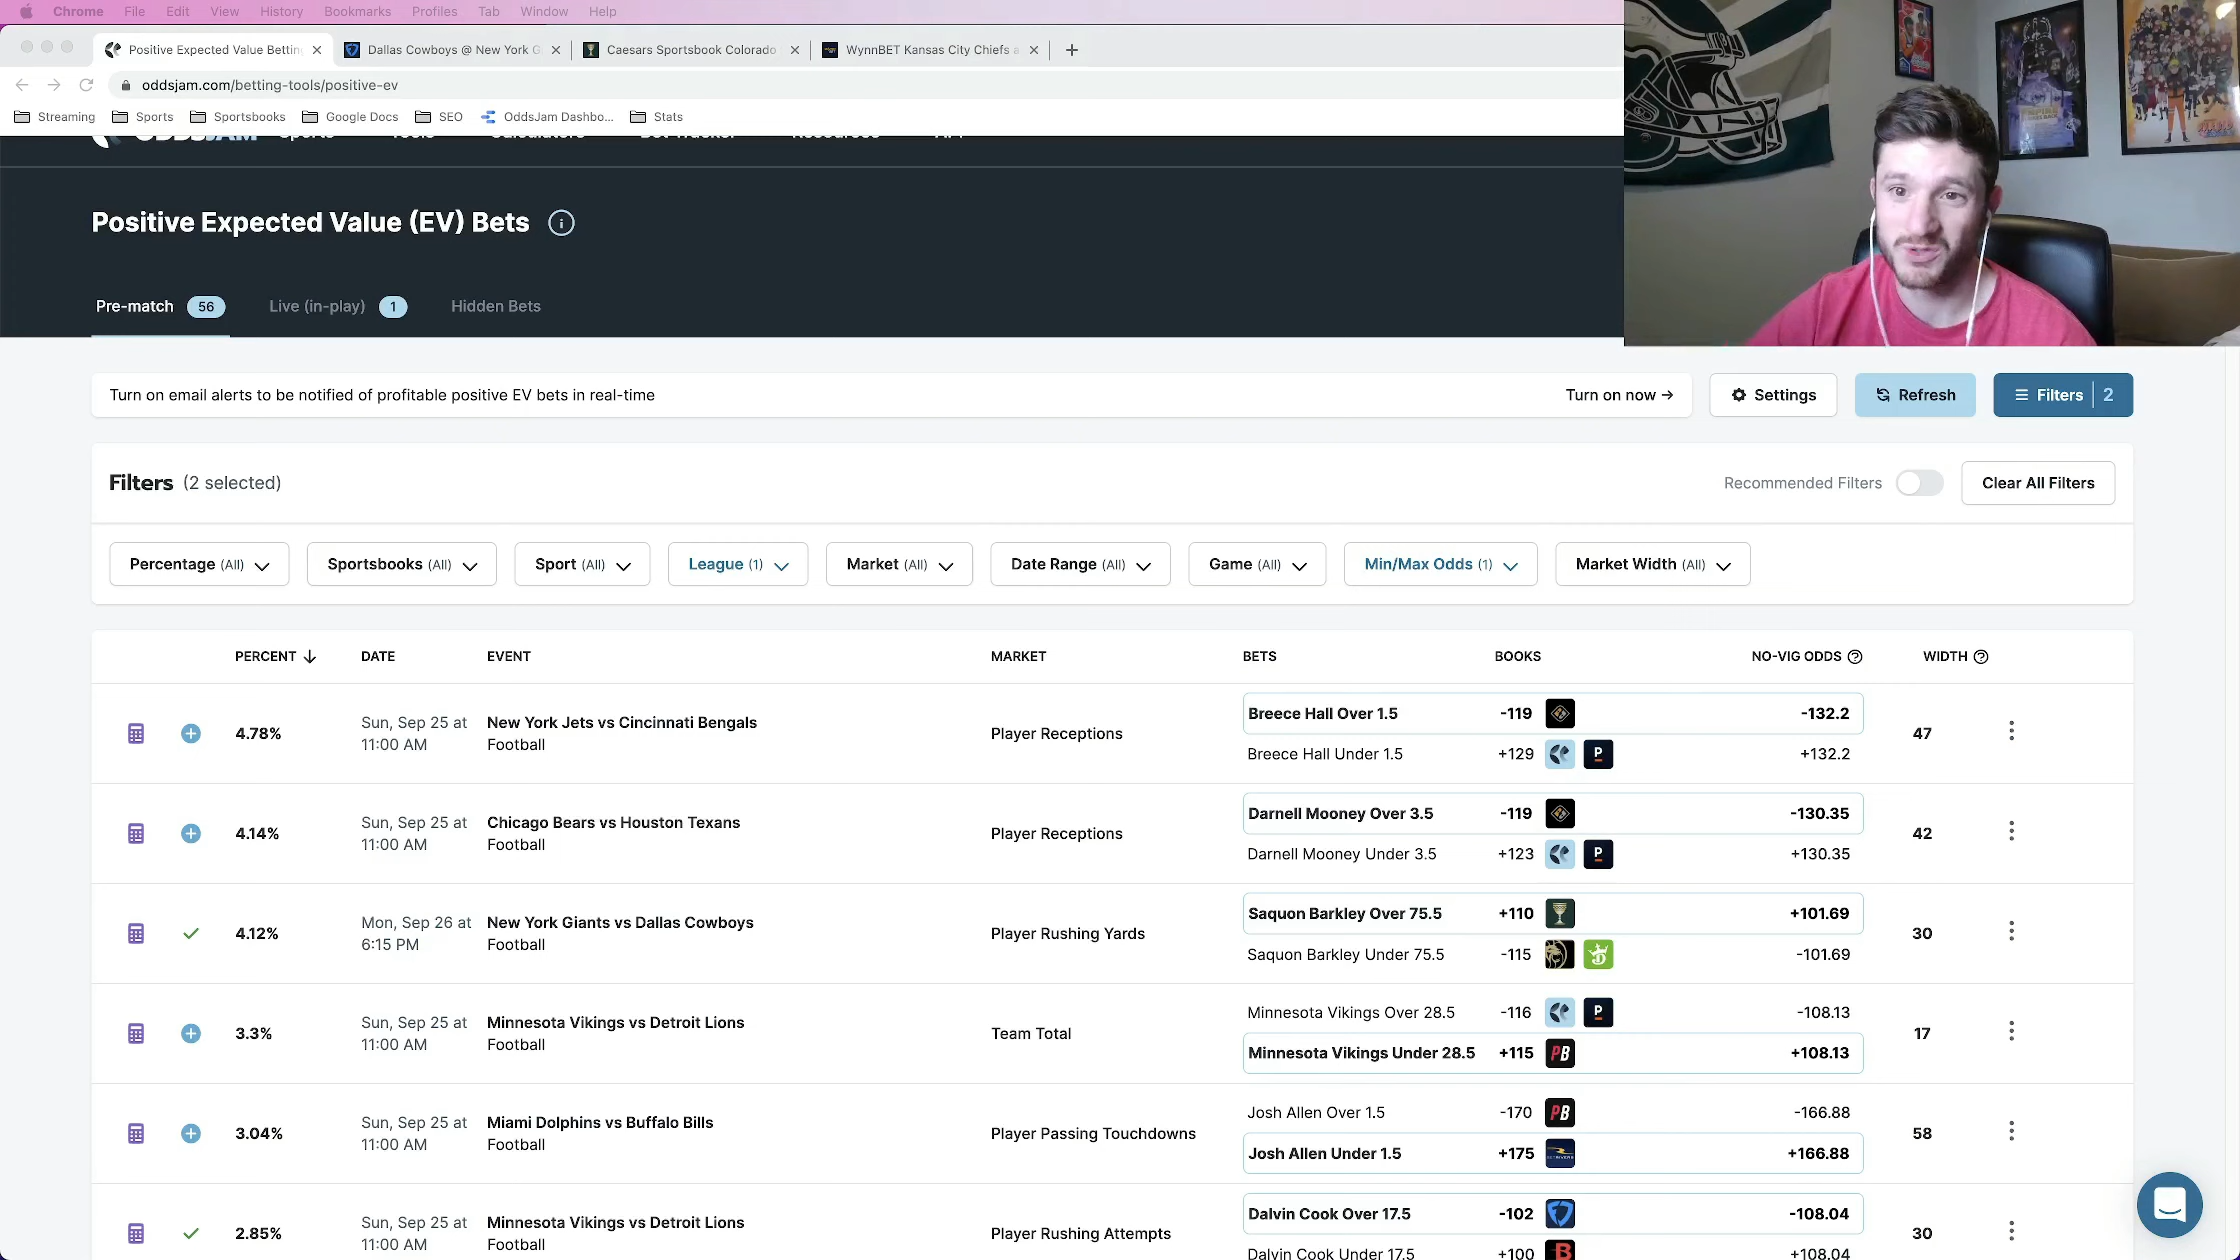 Chrome File Edit View History Bookmarks Profiles Tab Window Help
Positive Expected Value Betting
Dallas Cowboys @ New York G
Caesars Sportsbook Colorado
WynnBET Kansas City Chiefs
oddsjam.com/betting-tools/positive-ev
Streaming Sports Sportsbooks Google Docs SEO OddsJam Dashbo... Stats
Positive Expected Value (EV) Bets
Pre-match 56 Live (in-play) 1 Hidden Bets
Turn on email alerts to be notified of profitable positive EV bets in real-time
Turn on now →
Settings
Refresh
Filters 2
Filters (2 selected)
Recommended Filters
Clear All Filters
Percentage (All) Sportsbooks (All) Sport (All) League (1) Market (All) Date Range (All) Game (All) Min/Max Odds (1) Market Width (All)
PERCENT DATE EVENT MARKET BETS BOOKS NO-VIG ODDS WIDTH
4.78%
Sun, Sep 25 at
11:00 AM
New York Jets vs Cincinnati Bengals
Football
Player Receptions
Breece Hall Over 1.5 -119 -132.2
Breece Hall Under 1.5 +129 P +132.2
47
4.14%
Sun, Sep 25 at
11:00 AM
Chicago Bears vs Houston Texans
Football
Player Receptions
Darnell Mooney Over 3.5 -119 -130.35
Darnell Mooney Under 3.5 +123 P +130.35
42
4.12%
Mon, Sep 26 at
6:15 PM
New York Giants vs Dallas Cowboys
Football
Player Rushing Yards
Saquon Barkley Over 75.5 +110 +101.69
Saquon Barkley Under 75.5 -115 -101.69
30
3.3%
Sun, Sep 25 at
11:00 AM
Minnesota Vikings vs Detroit Lions
Football
Team Total
Minnesota Vikings Over 28.5 -116 P -108.13
Minnesota Vikings Under 28.5 +115 PB +108.13
17
3.04%
Sun, Sep 25 at
11:00 AM
Miami Dolphins vs Buffalo Bills
Football
Player Passing Touchdowns
Josh Allen Over 1.5 -170 PB -166.88
Josh Allen Under 1.5 +175 +166.88
58
2.85%
Sun, Sep 25 at
11:00 AM
Minnesota Vikings vs Detroit Lions
Football
Player Rushing Attempts
Dalvin Cook Over 17.5 -102 -108.04
Dalvin Cook Under 17.5 +100 B +108.04
30